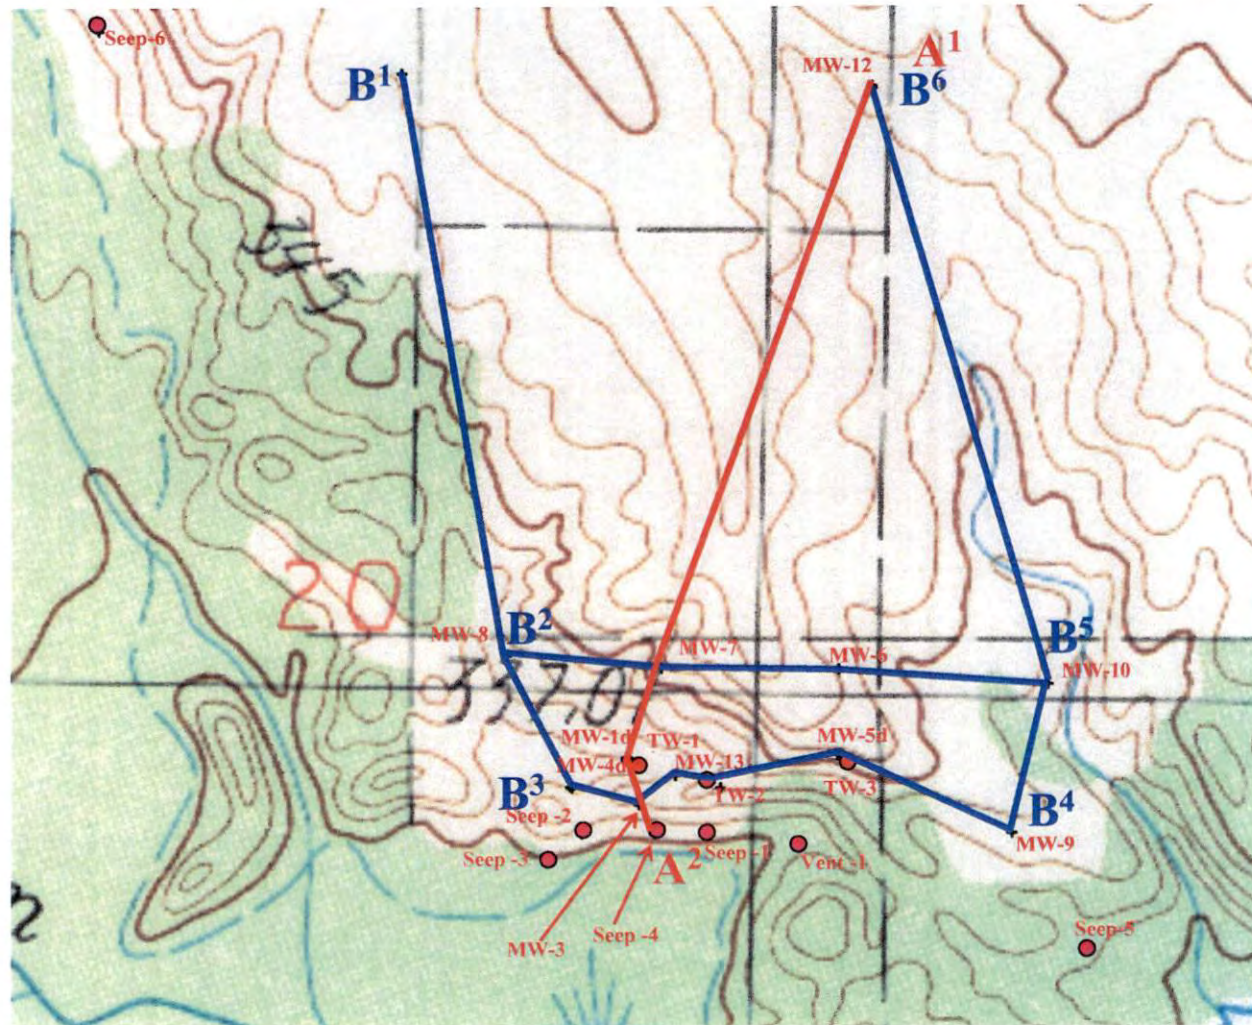 Seep-6
MW-12
A¹
B¹
B⁶
345
20
MW-8
B²
MW-7
MW-6
B⁵
MW-10
337.0
MW-1d
TW-1
MW-5d
MW-4d
MW-13
B³
TW-2
TW-3
B⁴
Seep -2
MW-9
Seep -3
Seep -1
Vent -1
A²
Seep -4
MW-3
Seep-5